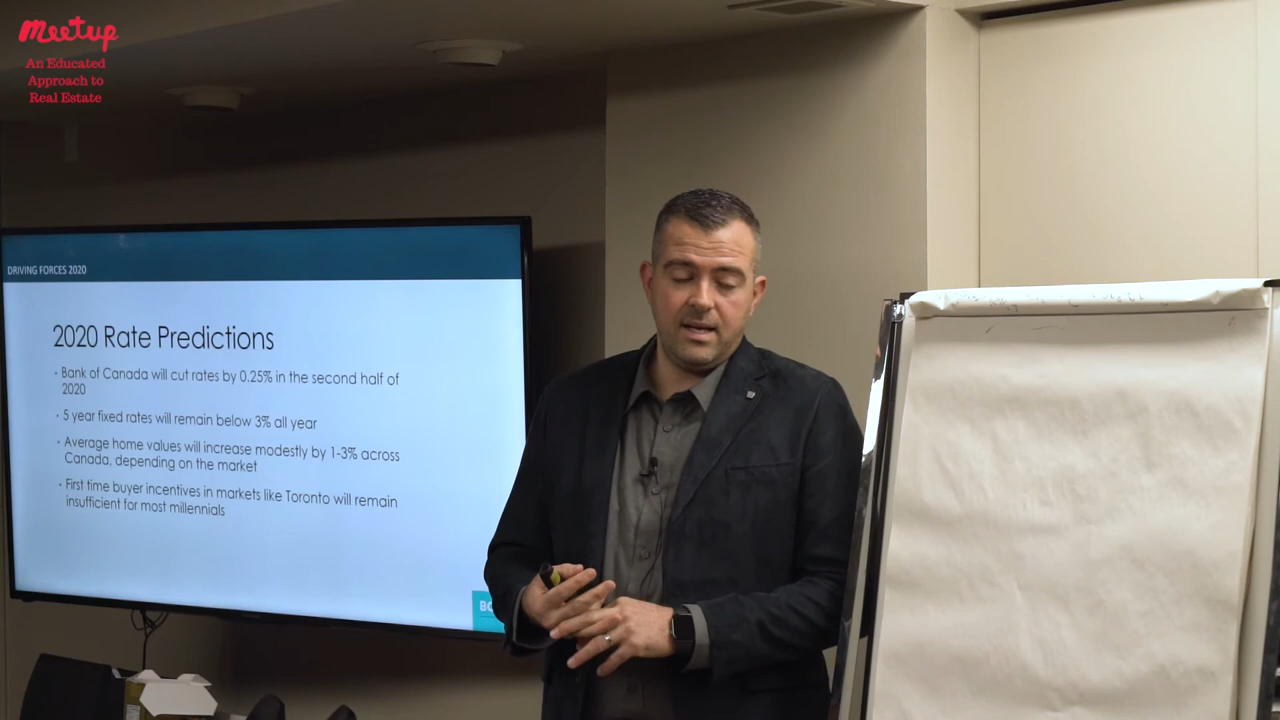 Meetup
An Educated
Approach to
Real Estate
DRIVING FORCES 2020
2020 Rate Predictions
• Bank of Canada will cut rates by 0.25% in the second half of
2020
• 5 year fixed rates will remain below 3% all year
• Average home values will increase modestly by 1-3% across
Canada, depending on the market
• First time buyer incentives in markets like Toronto will remain
insufficient for most millennials